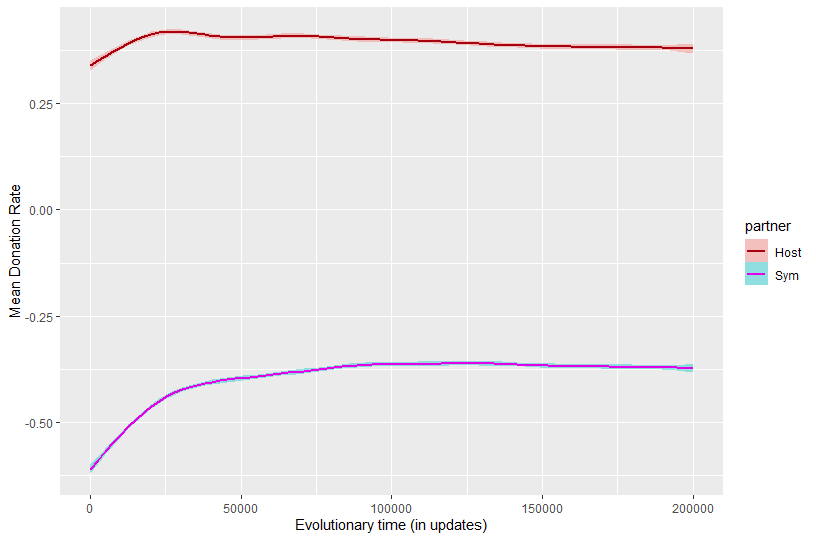 0.25
0.00
-0.25
-0.50
Mean Donation Rate
0
50000
100000
150000
200000
Evolutionary time (in updates)
partner
Host
Sym